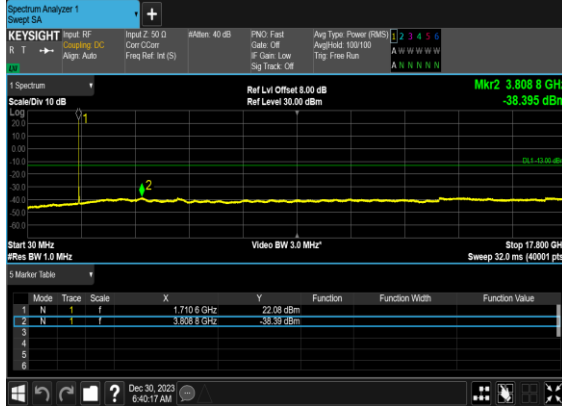 Spectrum Analyzer 1
Swept SA
+
KEYSIGHT Input: RF Input Z: 50 Ω #Atten: 40 dB PNO: Fast Avg Type: Power (RMS) 1 2 3 4 5 6
R T Coupling: DC Corr CCorr Gate: Off Avg|Hold: 100/100 A W W W W W
Align: Auto Freq Ref: Int (S) IF Gain: Low Trig: Free Run
LXI Sig Track: Off A N N N N N
1 Spectrum Ref Lvl Offset 8.00 dB Mkr2 3.808 8 GHz
Scale/Div 10 dB Ref Level 30.00 dBm -38.395 dBm
Log
20.0
10.0
0.00
-10.0
-20.0
-30.0
-40.0
-50.0
-60.0
1
2
DL1 -13.00 dBm
Start 30 MHz Video BW 3.0 MHz* Stop 17.800 GHz
#Res BW 1.0 MHz Sweep 32.0 ms (40001 pts)
5 Marker Table
Mode Trace Scale X Y Function Function Width Function Value
1 N 1 f 1.710 6 GHz 22.08 dBm
2 N 1 f 3.808 8 GHz -38.39 dBm
3
4
5
6
? Dec 30, 2023
6:40:17 AM